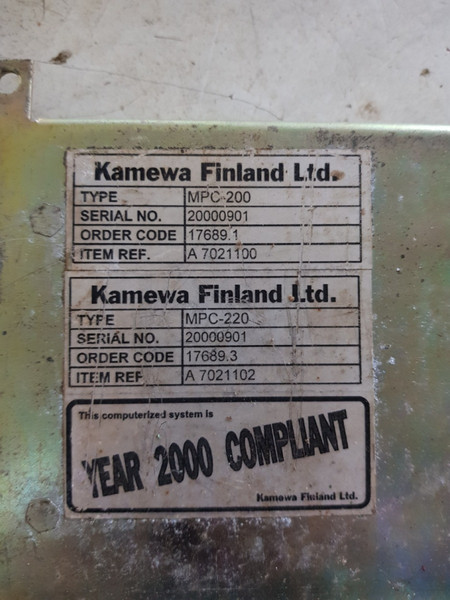 Kamewa Finland Ltd.
TYPE MPC-200
SERIAL NO. 20000901
ORDER CODE 17689.1
ITEM REF. A 7021100
Kamewa Finland Ltd.
TYPE MPC-220
SERIAL NO. 20000901
ORDER CODE 17689.3
ITEM REF. A 7021102
This computerized system is
YEAR 2000 COMPLIANT
Kamewa Finland Ltd.